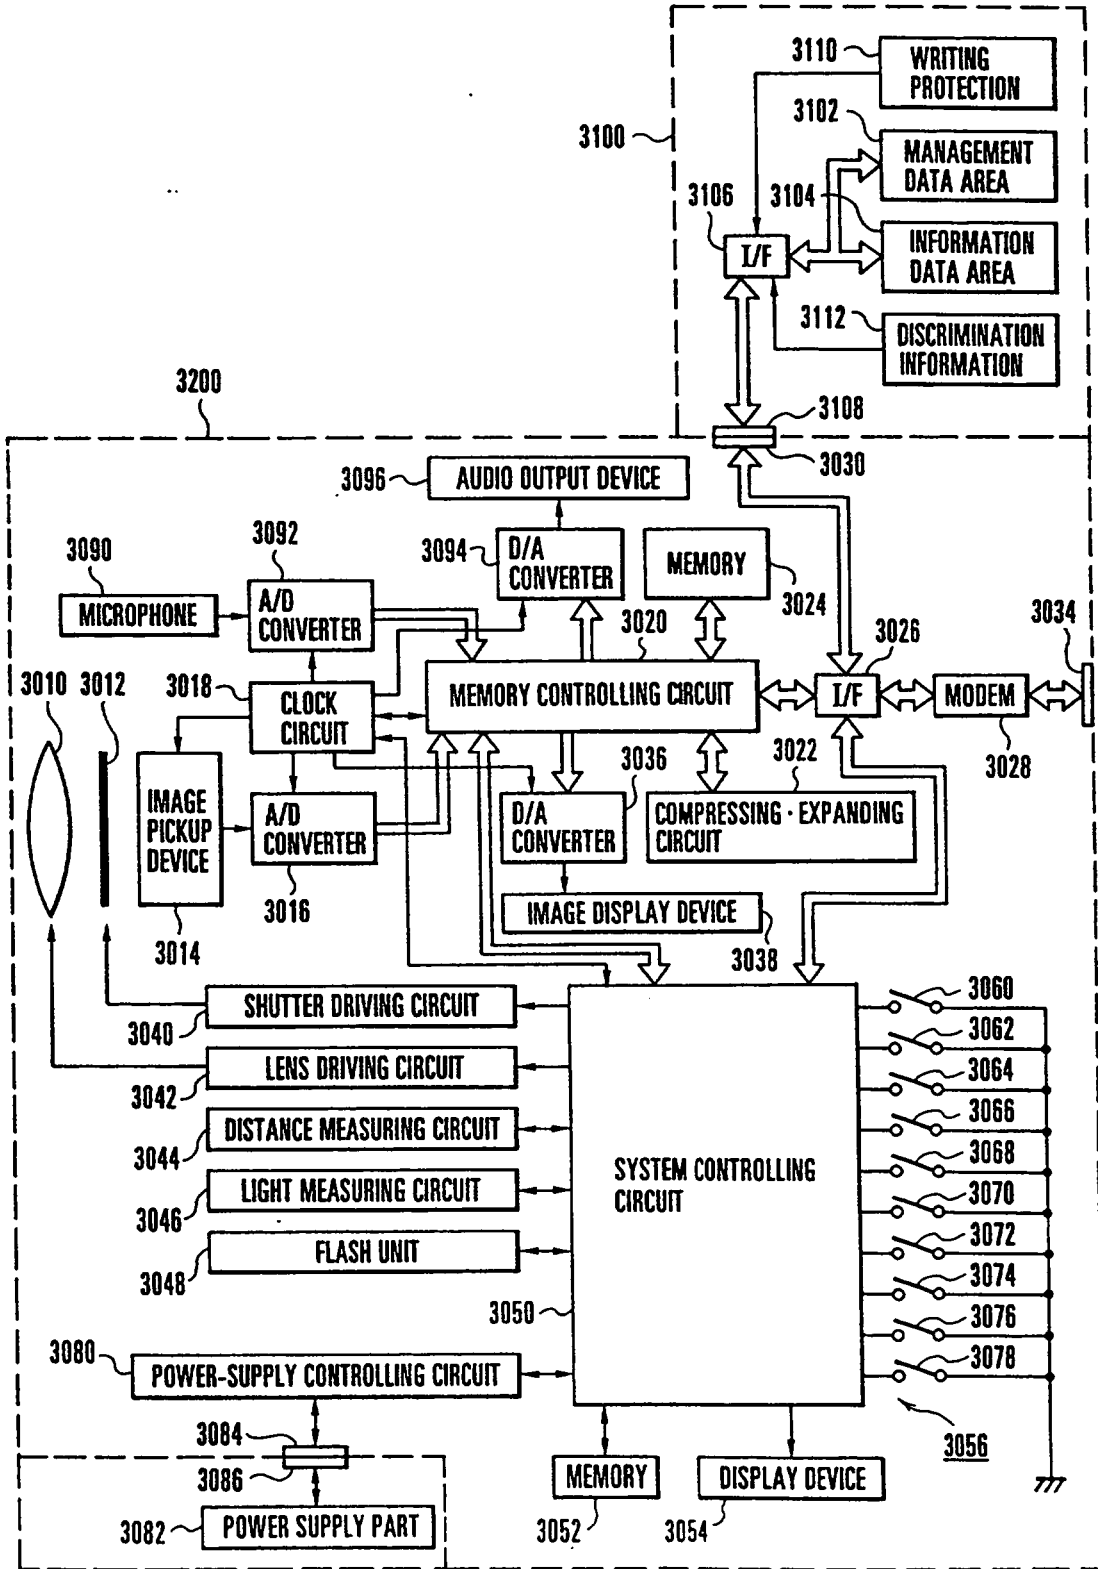 3110
WRITING
PROTECTION
3102
3100
MANAGEMENT
DATA AREA
3106
3104
I/F
INFORMATION
DATA AREA
3112
DISCRIMINATION
INFORMATION
3200
3108
3030
3096
AUDIO OUTPUT DEVICE
3092
3094
D/A
CONVERTER
MEMORY
3090
3024
MICROPHONE
A/D
CONVERTER
3020
3026
3034
3010
3012
3018
CLOCK
CIRCUIT
MEMORY CONTROLLING CIRCUIT
I/F
MODEM
3036
3022
3028
IMAGE
PICKUP
DEVICE
A/D
CONVERTER
D/A
CONVERTER
COMPRESSING · EXPANDING
CIRCUIT
3016
IMAGE DISPLAY DEVICE
3014
3038
SHUTTER DRIVING CIRCUIT
3060
3040
3062
LENS DRIVING CIRCUIT
3064
3042
3066
DISTANCE MEASURING CIRCUIT
3044
3068
SYSTEM CONTROLLING
CIRCUIT
LIGHT MEASURING CIRCUIT
3070
3046
3072
FLASH UNIT
3048
3074
3050
3076
3080
POWER-SUPPLY CONTROLLING CIRCUIT
3078
3084
3056
3086
MEMORY
DISPLAY DEVICE
3082
POWER SUPPLY PART
3052
3054